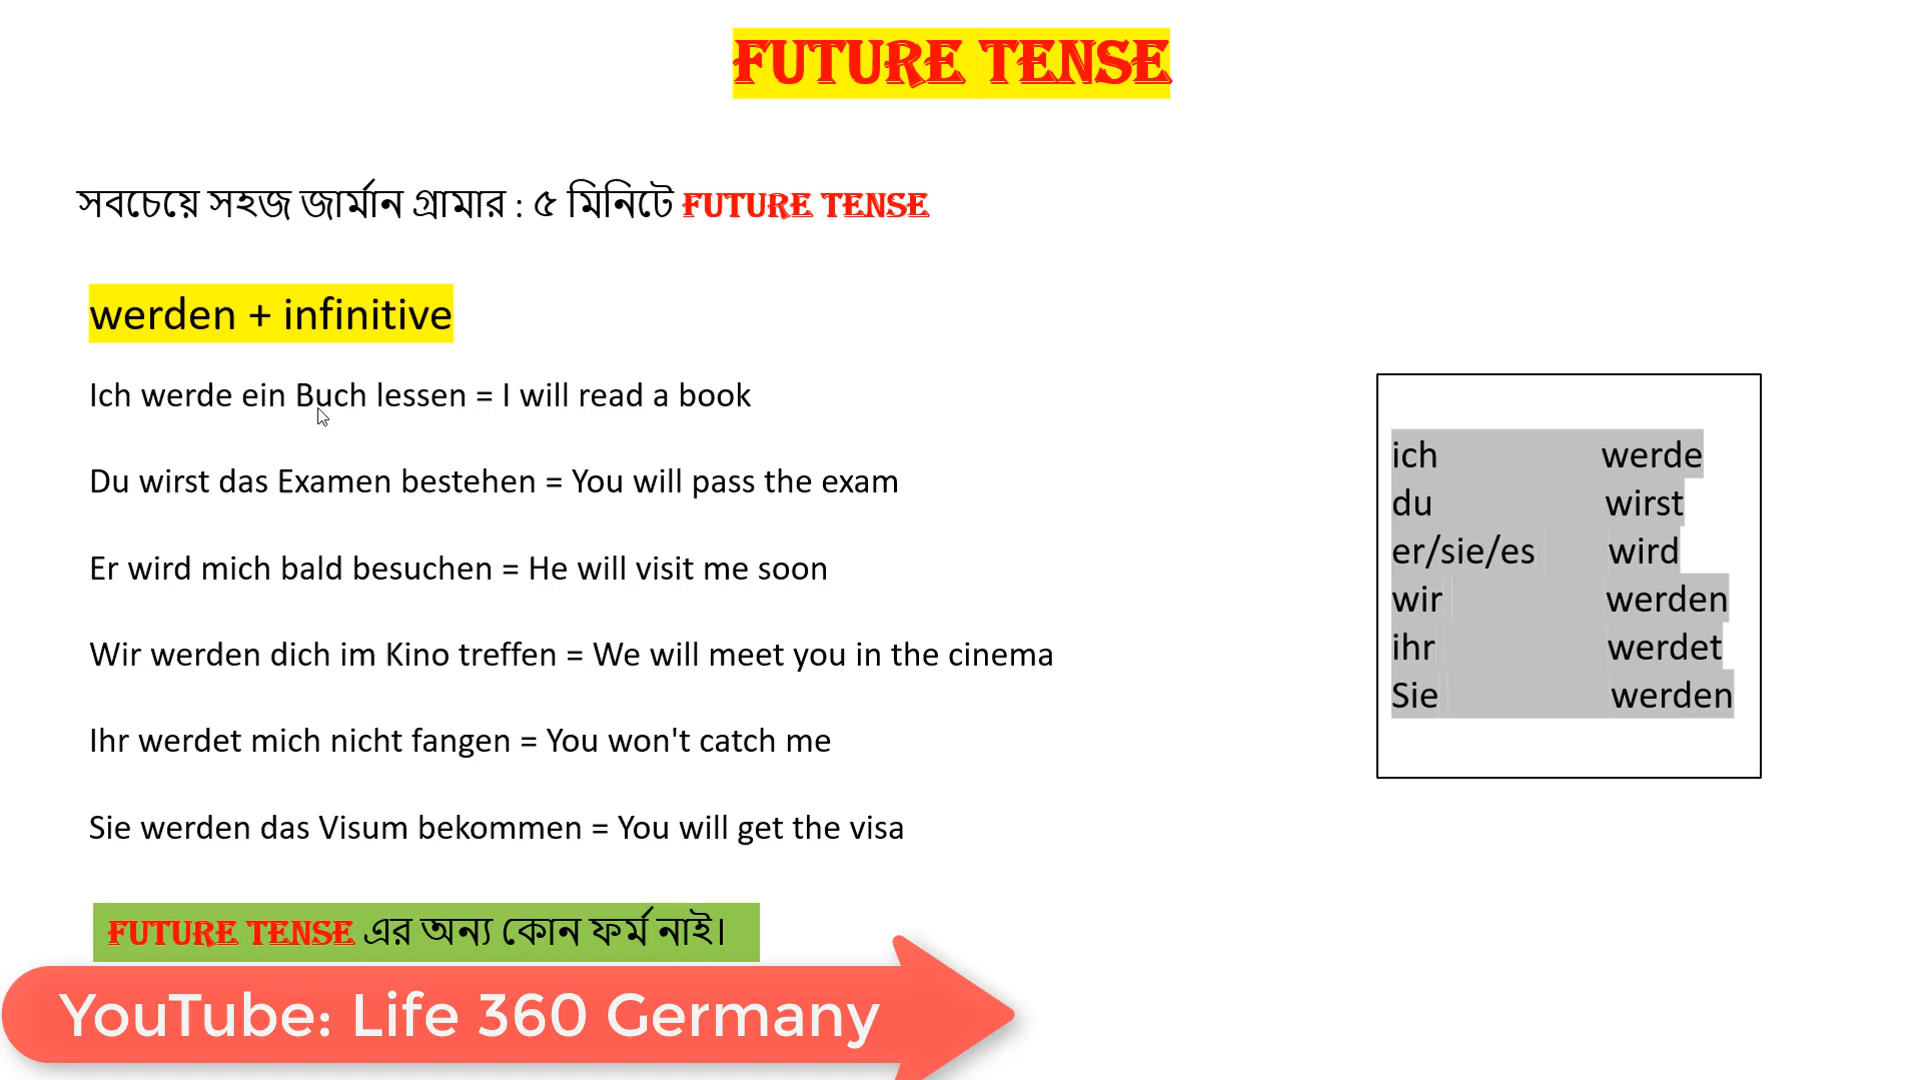 FUTURE TENSE
সবচেয়ে সহজ জার্মান গ্রামার : ৫ মিনিটে FUTURE TENSE
werden + infinitive
Ich werde ein Buch lessen = I will read a book
Du wirst das Examen bestehen = You will pass the exam
Er wird mich bald besuchen = He will visit me soon
Wir werden dich im Kino treffen = We will meet you in the cinema
Ihr werdet mich nicht fangen = You won't catch me
Sie werden das Visum bekommen = You will get the visa
ich werde
du wirst
er/sie/es wird
wir werden
ihr werdet
Sie werden
FUTURE TENSE এর অন্য কোন ফর্ম নাই।
YouTube: Life 360 Germany